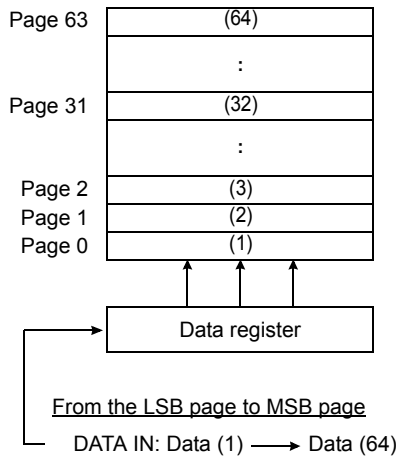 Page 63 (64)
:
Page 31 (32)
:
Page 2 (3)
Page 1 (2)
Page 0 (1)
Data register
From the LSB page to MSB page
DATA IN: Data (1) → Data (64)